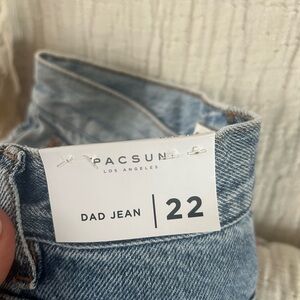 PACSUN
LOS ANGELES
DAD JEAN | 22